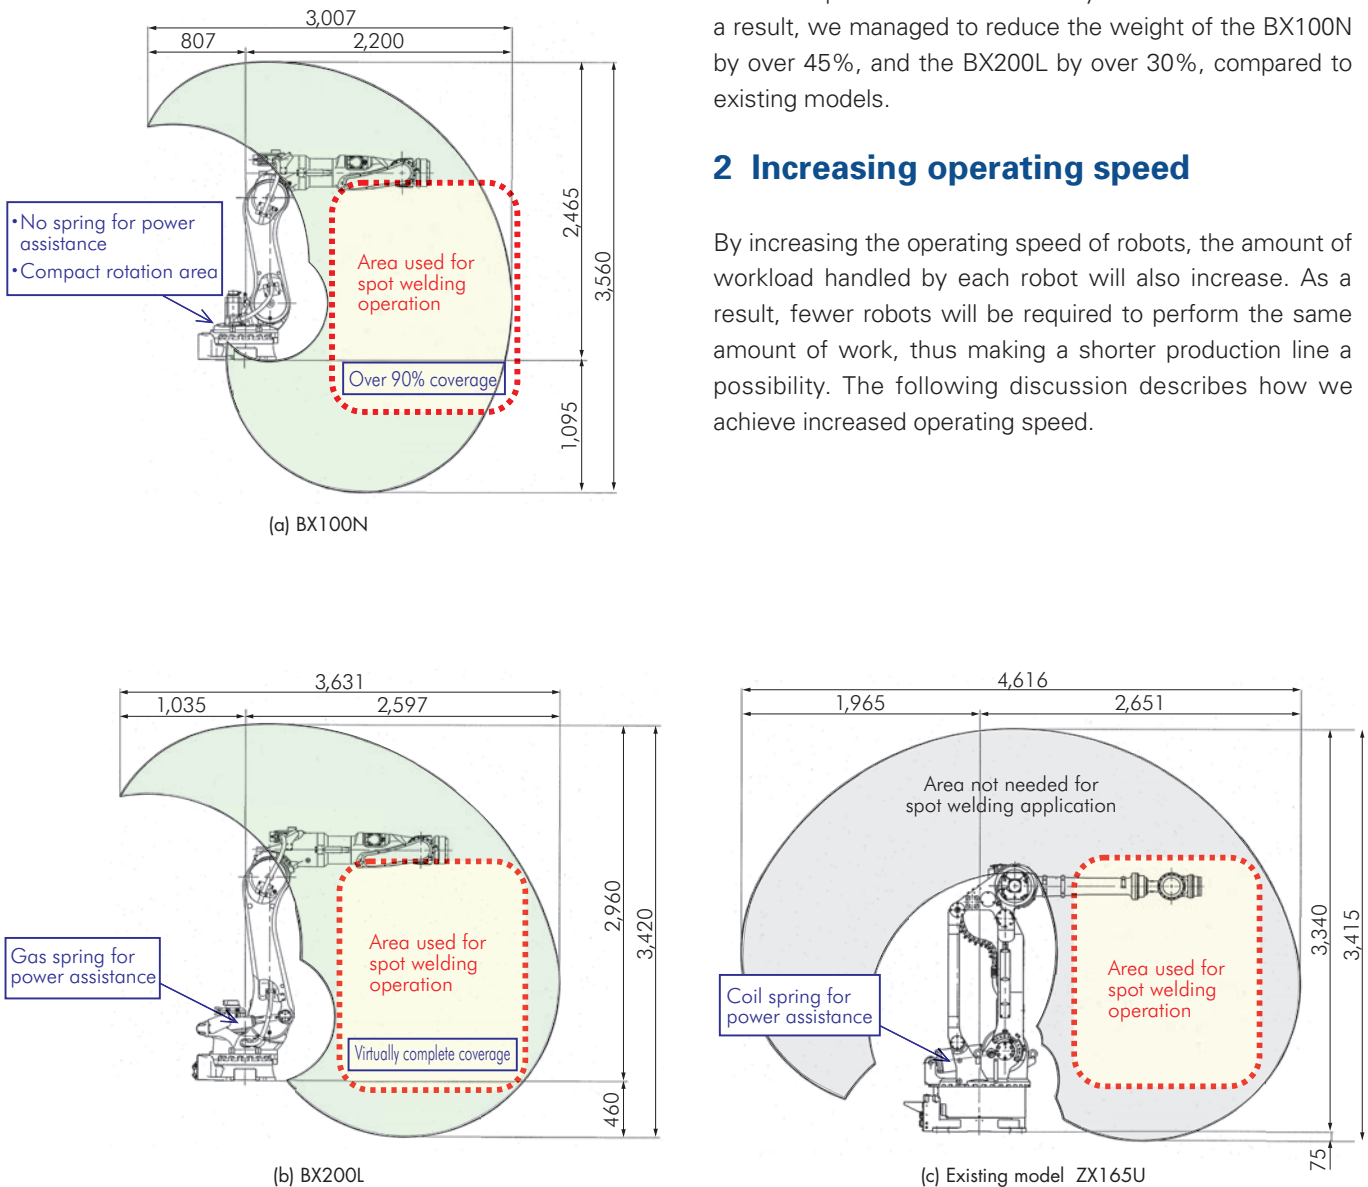 3,007
807
2,200
2,465
3,560
1,095
•No spring for power
assistance
•Compact rotation area
Area used for
spot welding
operation
Over 90% coverage
(a) BX100N
a result, we managed to reduce the weight of the BX100N
by over 45%, and the BX200L by over 30%, compared to
existing models.
2 Increasing operating speed
By increasing the operating speed of robots, the amount of
workload handled by each robot will also increase. As a
result, fewer robots will be required to perform the same
amount of work, thus making a shorter production line a
possibility. The following discussion describes how we
achieve increased operating speed.
3,631
1,035
2,597
2,960
3,420
460
Gas spring for
power assistance
Area used for
spot welding
operation
Virtually complete coverage
(b) BX200L
4,616
1,965
2,651
Area not needed for
spot welding application
3,340
3,415
75
Coil spring for
power assistance
Area used for
spot welding
operation
(c) Existing model ZX165U